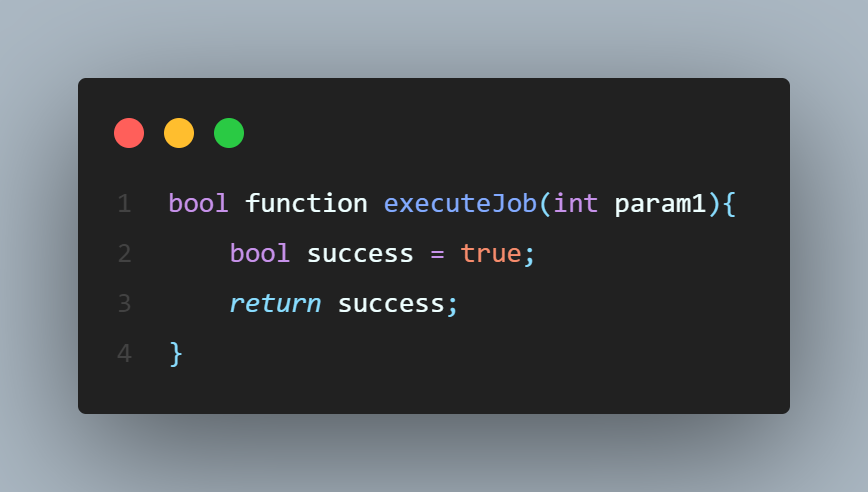 1 bool function executeJob(int param1){
2 bool success = true;
3 return success;
4 }